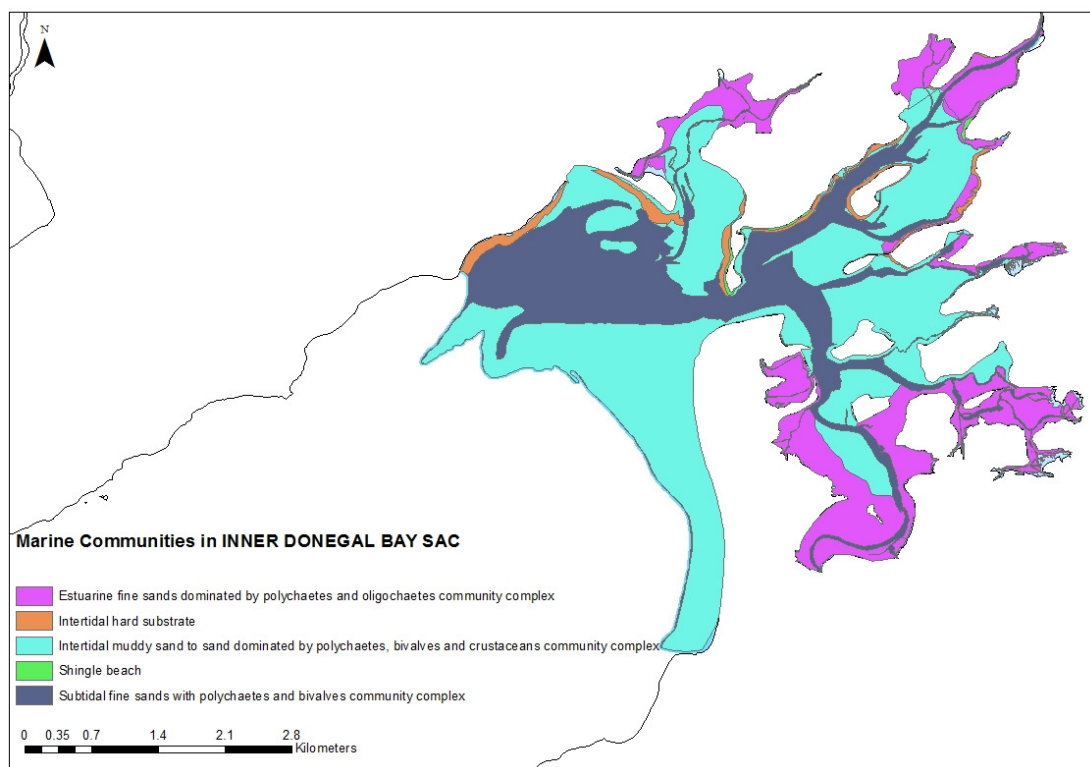 N
Marine Communities in INNER DONEGAL BAY SAC
Estuarine fine sands dominated by polychaetes and oligochaetes community complex
Intertidal hard substrate
Intertidal muddy sand to sand dominated by polychaetes, bivalves and crustaceans community complex
Shingle beach
Subtidal fine sands with polychaetes and bivalves community complex
0 0.35 0.7 1.4 2.1 2.8
Kilometers